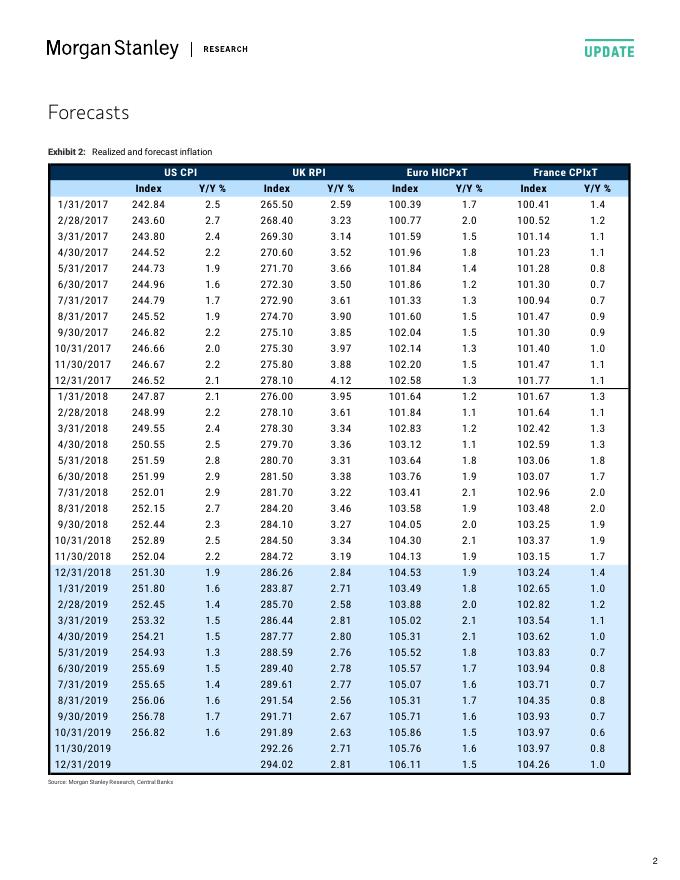 Morgan Stanley | RESEARCH
UPDATE
Forecasts
Exhibit 2: Realized and forecast inflation
US CPI UK RPI Euro HICPxT France CPIxT
Index Y/Y % Index Y/Y % Index Y/Y % Index Y/Y %
1/31/2017 242.84 2.5 265.50 2.59 100.39 1.7 100.41 1.4
2/28/2017 243.60 2.7 268.40 3.23 100.77 2.0 100.52 1.2
3/31/2017 243.80 2.4 269.30 3.14 101.59 1.5 101.14 1.1
4/30/2017 244.52 2.2 270.60 3.52 101.96 1.8 101.23 1.1
5/31/2017 244.73 1.9 271.70 3.66 101.84 1.4 101.28 0.8
6/30/2017 244.96 1.6 272.30 3.50 101.86 1.2 101.30 0.7
7/31/2017 244.79 1.7 272.90 3.61 101.33 1.3 100.94 0.7
8/31/2017 245.52 1.9 274.70 3.90 101.60 1.5 101.47 0.9
9/30/2017 246.82 2.2 275.10 3.85 102.04 1.5 101.30 0.9
10/31/2017 246.66 2.0 275.30 3.97 102.14 1.3 101.40 1.0
11/30/2017 246.67 2.2 275.80 3.88 102.20 1.5 101.47 1.1
12/31/2017 246.52 2.1 278.10 4.12 102.58 1.3 101.77 1.1
1/31/2018 247.87 2.1 276.00 3.95 101.64 1.2 101.67 1.3
2/28/2018 248.99 2.2 278.10 3.61 101.84 1.1 101.64 1.1
3/31/2018 249.55 2.4 278.30 3.34 102.83 1.2 102.42 1.3
4/30/2018 250.55 2.5 279.70 3.36 103.12 1.1 102.59 1.3
5/31/2018 251.59 2.8 280.70 3.31 103.64 1.8 103.06 1.8
6/30/2018 251.99 2.9 281.50 3.38 103.76 1.9 103.07 1.7
7/31/2018 252.01 2.9 281.70 3.22 103.41 2.1 102.96 2.0
8/31/2018 252.15 2.7 284.20 3.46 103.58 1.9 103.48 2.0
9/30/2018 252.44 2.3 284.10 3.27 104.05 2.0 103.25 1.9
10/31/2018 252.89 2.5 284.50 3.34 104.30 2.1 103.37 1.9
11/30/2018 252.04 2.2 284.72 3.19 104.13 1.9 103.15 1.7
12/31/2018 251.30 1.9 286.26 2.84 104.53 1.9 103.24 1.4
1/31/2019 251.80 1.6 283.87 2.71 103.49 1.8 102.65 1.0
2/28/2019 252.45 1.4 285.70 2.58 103.88 2.0 102.82 1.2
3/31/2019 253.32 1.5 286.44 2.81 105.02 2.1 103.54 1.1
4/30/2019 254.21 1.5 287.77 2.80 105.31 2.1 103.62 1.0
5/31/2019 254.93 1.3 288.59 2.76 105.52 1.8 103.83 0.7
6/30/2019 255.69 1.5 289.40 2.78 105.57 1.7 103.94 0.8
7/31/2019 255.65 1.4 289.61 2.77 105.07 1.6 103.71 0.7
8/31/2019 256.06 1.6 291.54 2.56 105.31 1.7 104.35 0.8
9/30/2019 256.78 1.7 291.71 2.67 105.71 1.6 103.93 0.7
10/31/2019 256.82 1.6 291.89 2.63 105.86 1.5 103.97 0.6
11/30/2019 292.26 2.71 105.76 1.6 103.97 0.8
12/31/2019 294.02 2.81 106.11 1.5 104.26 1.0
Source: Morgan Stanley Research, Central Banks
2